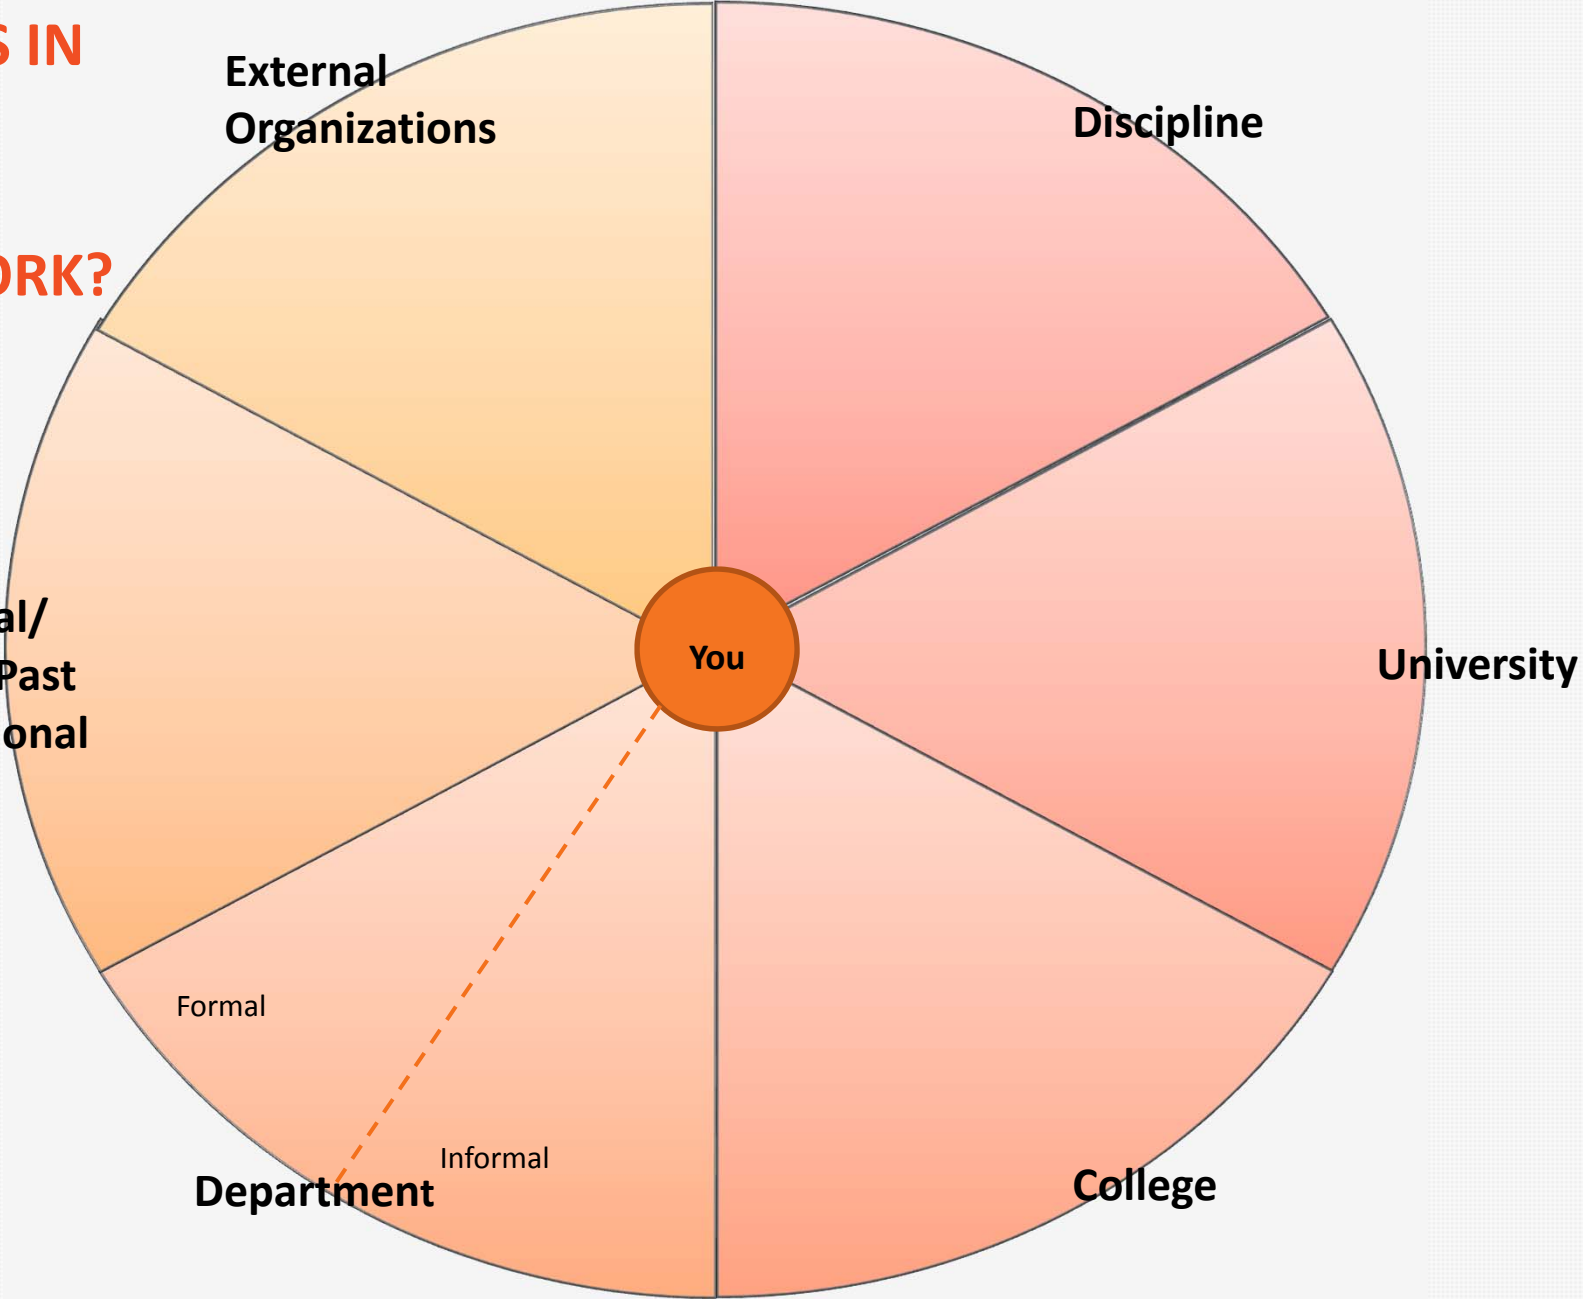 S IN
ORK?
External
Organizations
Discipline
al/
Past
onal
You
University
Formal
Informal
Department
College